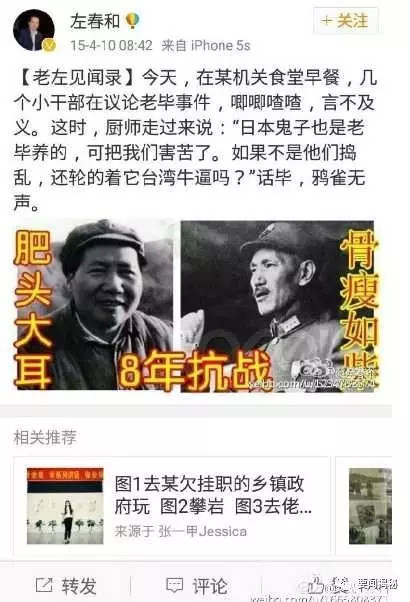 左春和
15-4-10 08:42 来自 iPhone 5s
+ 关注
【老左见闻录】今天，在某机关食堂早餐，几
个小干部在议论老毕事件，唧唧喳喳，言不及
义。这时，厨师走过来说：“日本鬼子也是老
毕养的，可把我们害苦了。如果不是他们捣
乱，还轮的着它台湾牛逼吗？”话毕，鸦雀无
声。
肥头大耳
骨瘦如柴
8年抗战
相关推荐
图1去某欠挂职的乡镇政
府玩 图2攀岩 图3去佬...
来源于 张一甲Jessica
转发
评论
要闻揭秘